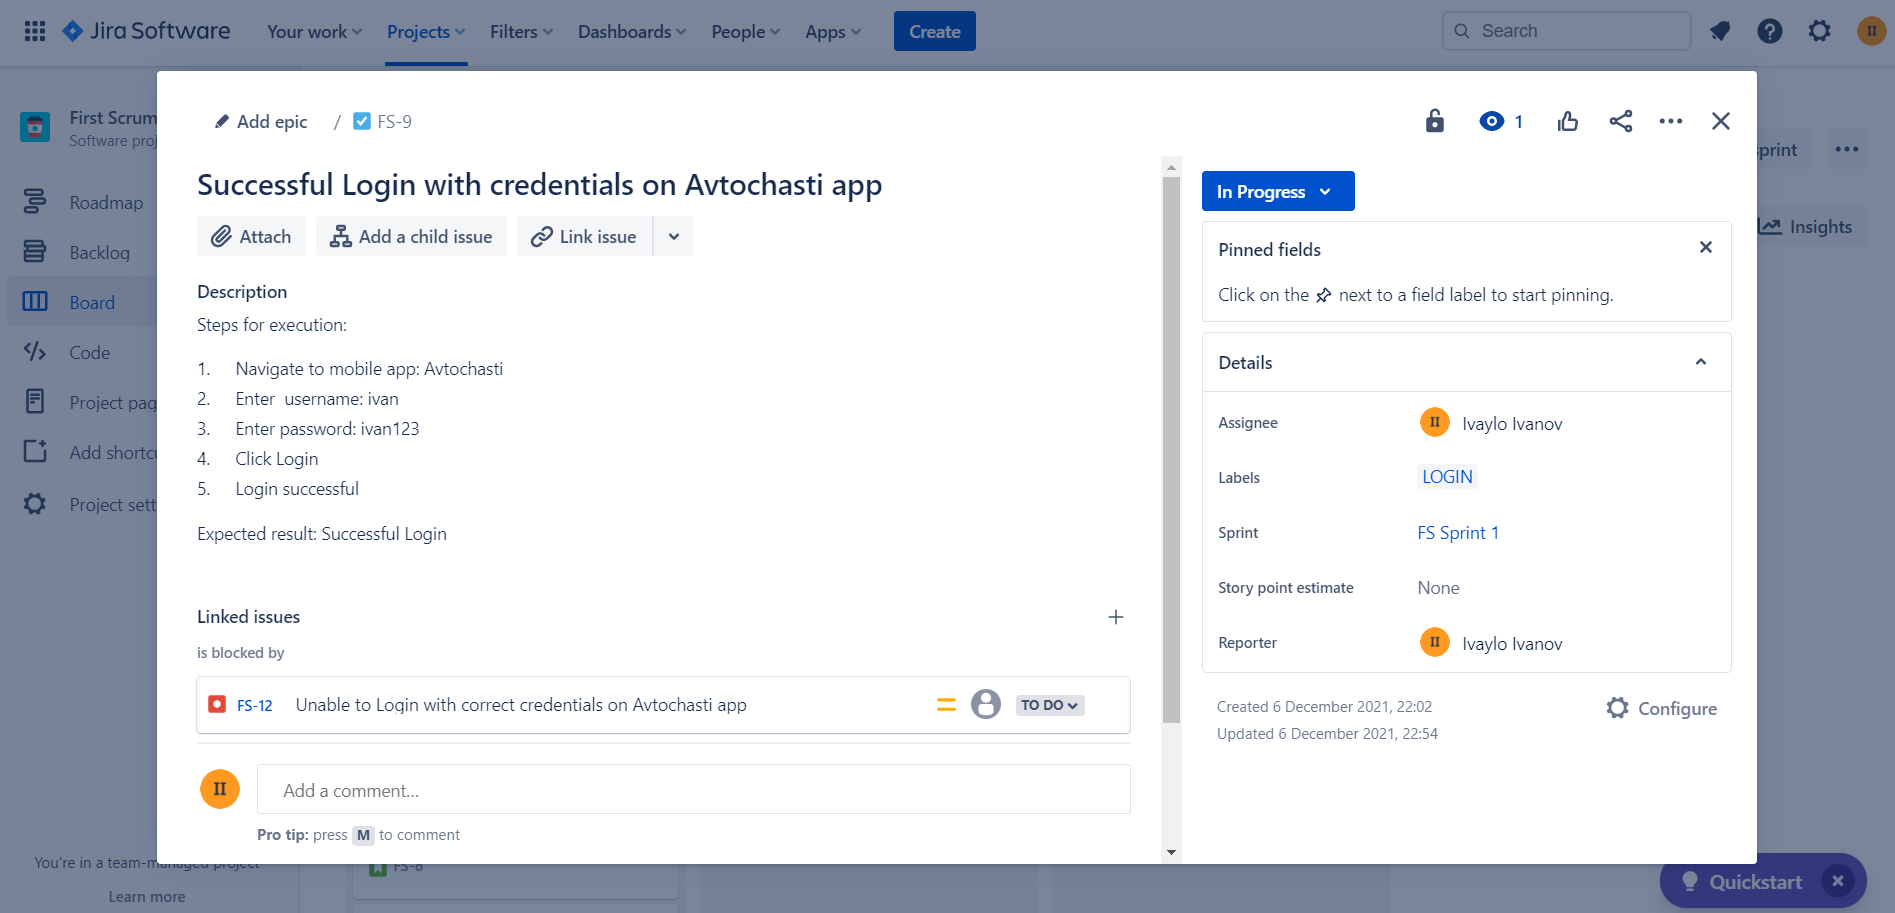 Jira Software
Your work
Projects
Filters
Dashboards
People
Apps
Create
Search
II
First Scrum
Software proj
Roadmap
Backlog
Board
Code
Project pag
Add shortcu
Project sett
You're in a team-managed project
Learn more
Add epic / FS-9
1
Successful Login with credentials on Avtochasti app
Attach
Add a child issue
Link issue
Description
Steps for execution:
1. Navigate to mobile app: Avtochasti
2. Enter  username: ivan
3. Enter password: ivan123
4. Click Login
5. Login successful
Expected result: Successful Login
Linked issues
is blocked by
FS-12 Unable to Login with correct credentials on Avtochasti app TO DO
II
Add a comment...
Pro tip: press M to comment
In Progress
Pinned fields
Click on the next to a field label to start pinning.
Details
Assignee II Ivaylo Ivanov
Labels LOGIN
Sprint FS Sprint 1
Story point estimate None
Reporter II Ivaylo Ivanov
Created 6 December 2021, 22:02
Updated 6 December 2021, 22:54
Configure
sprint
Insights
Quickstart